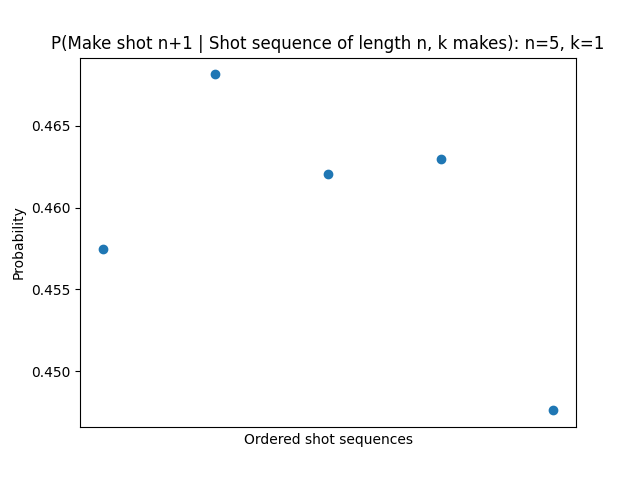 P(Make shot n+1 | Shot sequence of length n, k makes): n=5, k=1
0.465
0.460
0.455
0.450
Probability
Ordered shot sequences